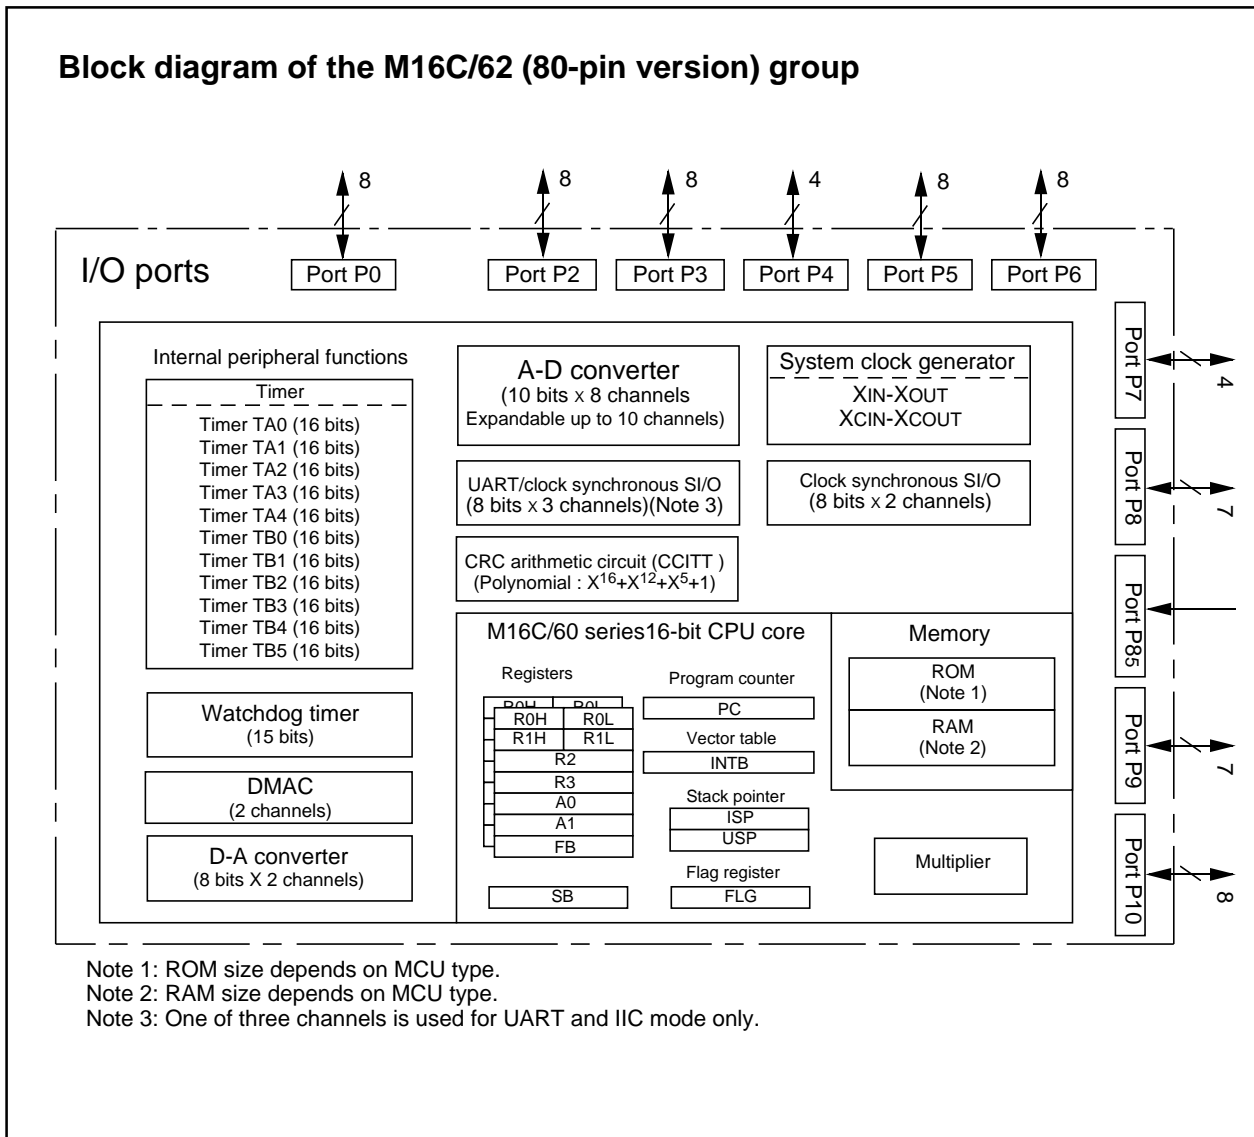 Block diagram of the M16C/62 (80-pin version) group
8
8
8
4
8
8
I/O ports
Port P0
Port P2
Port P3
Port P4
Port P5
Port P6
Internal peripheral functions
Timer
Timer TA0 (16 bits)
Timer TA1 (16 bits)
Timer TA2 (16 bits)
Timer TA3 (16 bits)
Timer TA4 (16 bits)
Timer TB0 (16 bits)
Timer TB1 (16 bits)
Timer TB2 (16 bits)
Timer TB3 (16 bits)
Timer TB4 (16 bits)
Timer TB5 (16 bits)
Watchdog timer
(15 bits)
DMAC
(2 channels)
D-A converter
(8 bits X 2 channels)
A-D converter
(10 bits x 8 channels
Expandable up to 10 channels)
UART/clock synchronous SI/O
(8 bits x 3 channels)(Note 3)
CRC arithmetic circuit (CCITT )
(Polynomial : X16+X12+X5+1)
System clock generator
XIN-XOUT
XCIN-XCOUT
Clock synchronous SI/O
(8 bits x 2 channels)
M16C/60 series16-bit CPU core
Registers
R0H R0L
R0H R0L
R1H R1L
R2
R3
A0
A1
FB
SB
Program counter
PC
Vector table
INTB
Stack pointer
ISP
USP
Flag register
FLG
Memory
ROM
(Note 1)
RAM
(Note 2)
Multiplier
Port P7
4
Port P8
7
Port P85
Port P9
7
Port P10
8
Note 1: ROM size depends on MCU type.
Note 2: RAM size depends on MCU type.
Note 3: One of three channels is used for UART and IIC mode only.